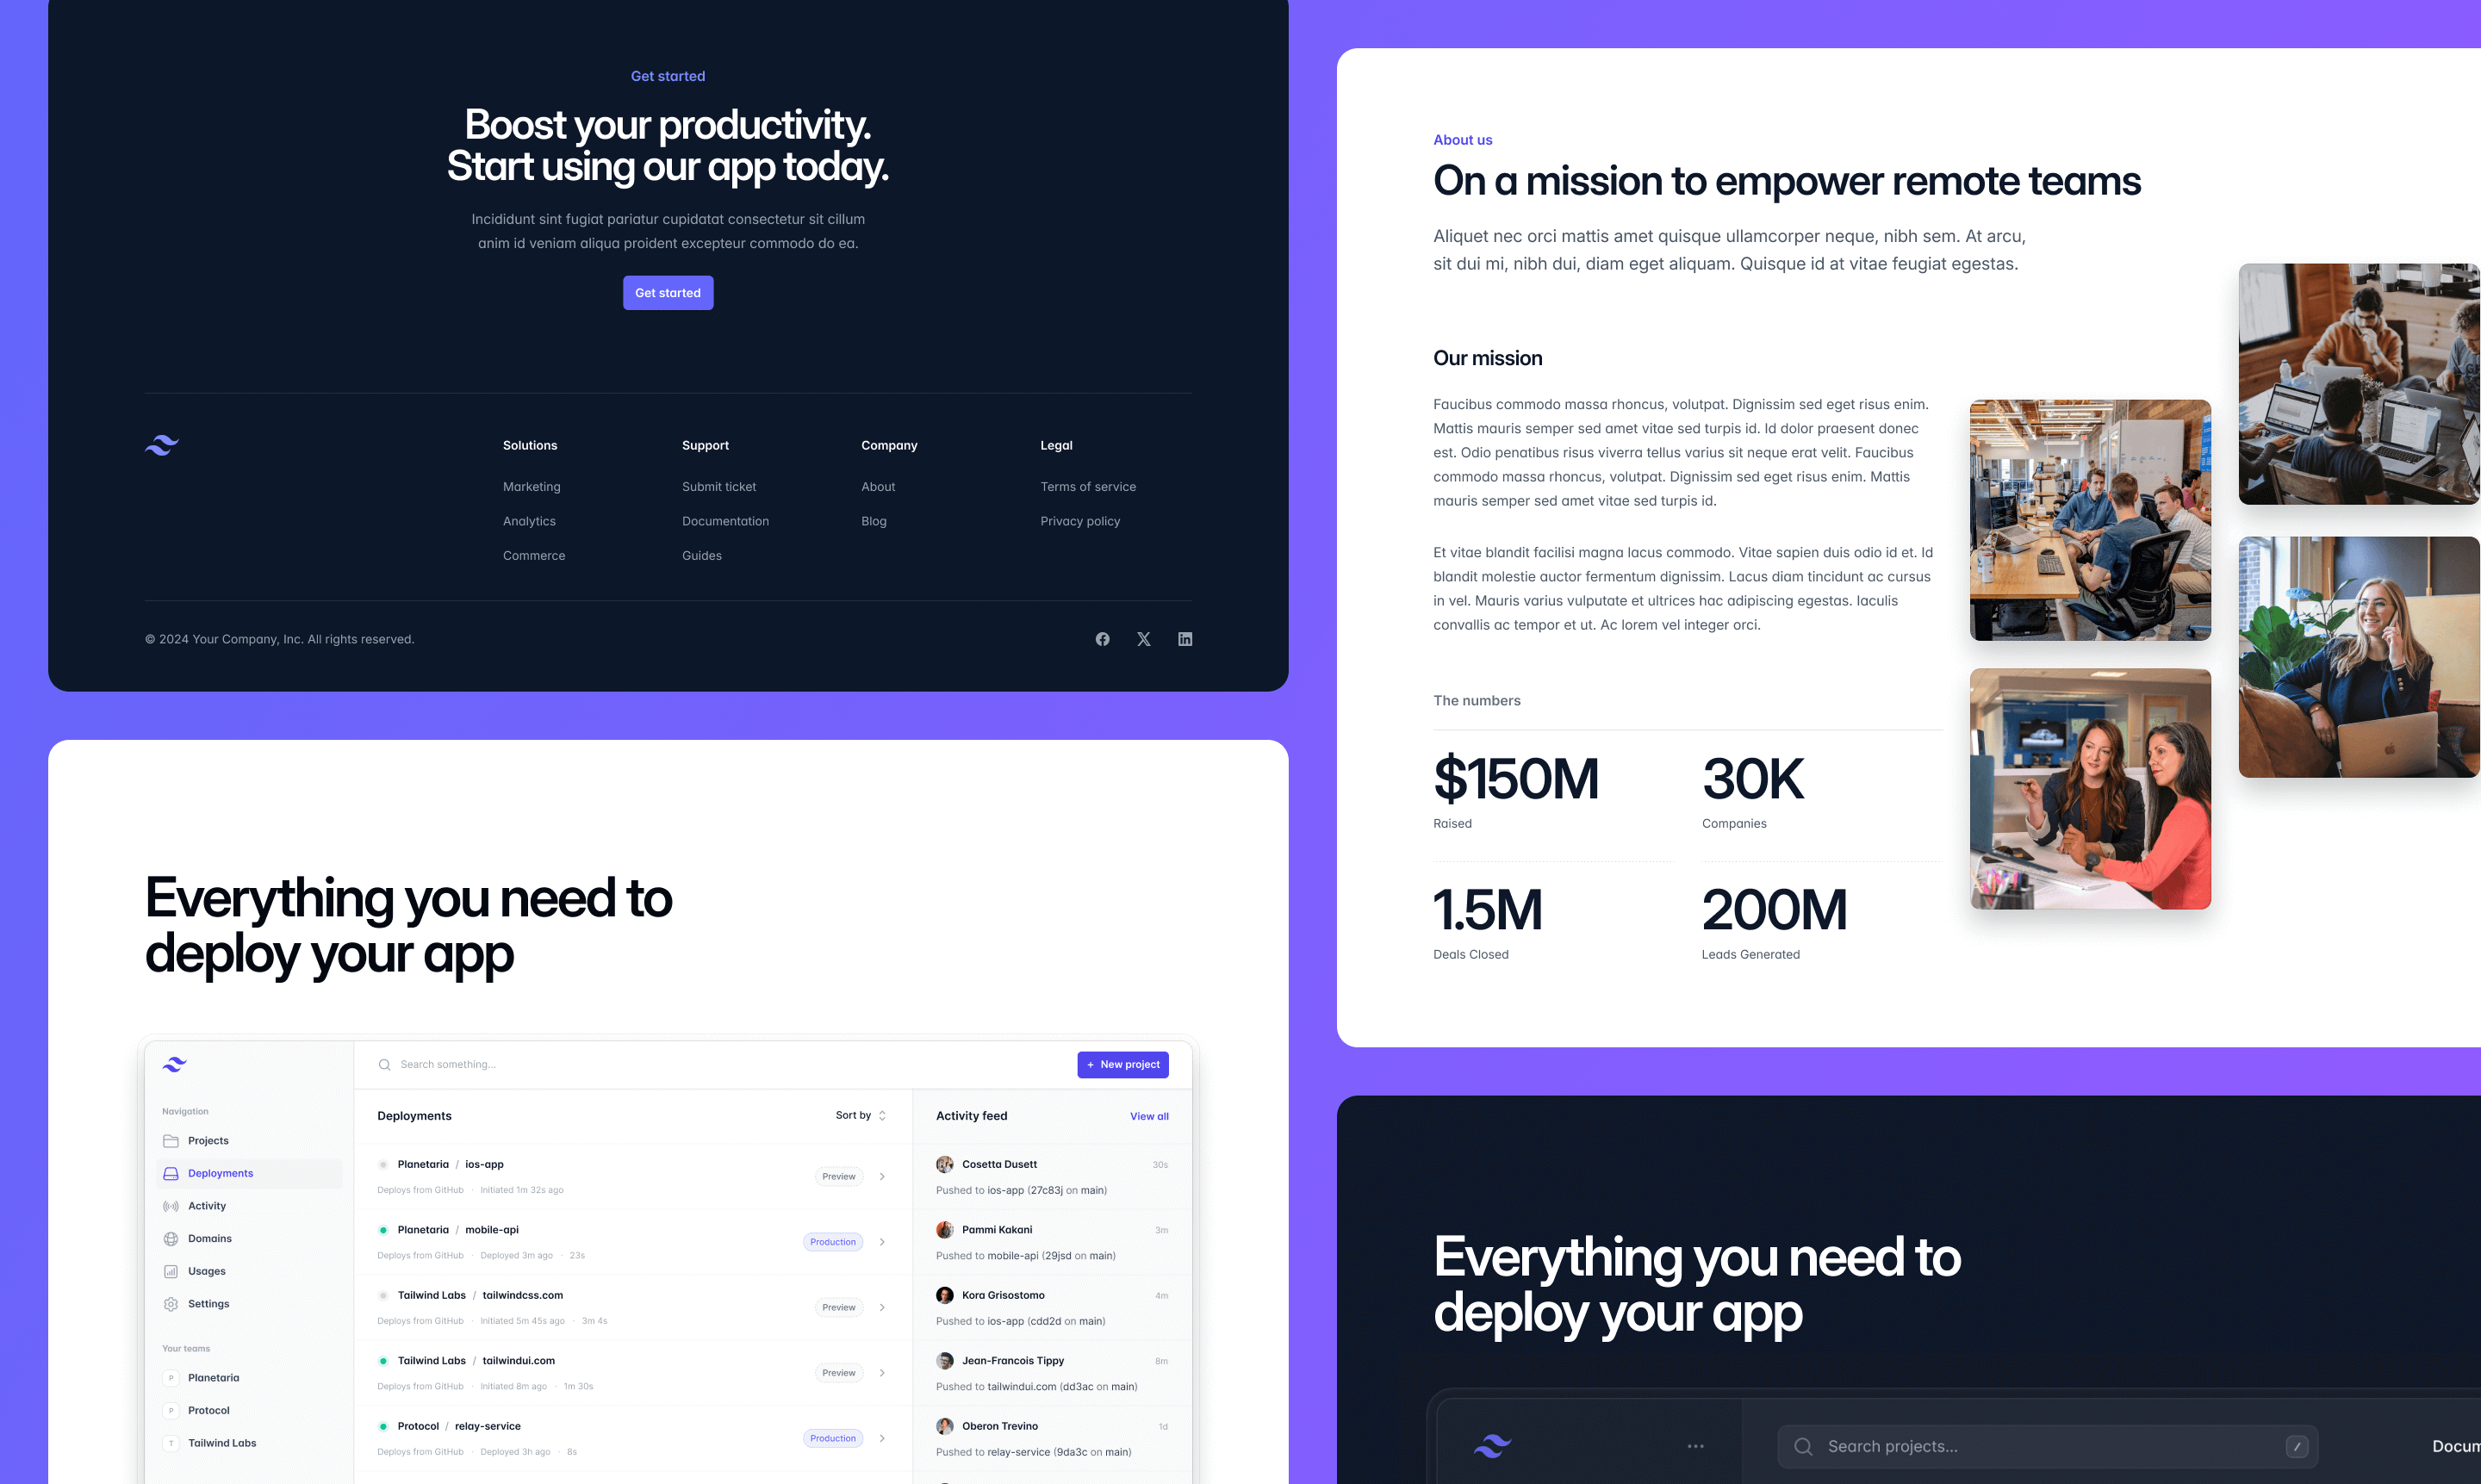 Get started
Boost your productivity.
Start using our app today.
Incididunt sint fugiat pariatur cupidatat consectetur sit cillum
anim id veniam aliqua proident excepteur commodo do ea.
Get started
Solutions
Marketing
Analytics
Commerce
Support
Submit ticket
Documentation
Guides
Company
About
Blog
Legal
Terms of service
Privacy policy
© 2024 Your Company, Inc. All rights reserved.
Everything you need to
deploy your app
Search something...
+ New project
Navigation
Projects
Deployments
Activity
Domains
Usages
Settings
Your teams
P Planetaria
P Protocol
T Tailwind Labs
Deployments
Sort by
Planetaria / ios-app
Deploys from GitHub · Initiated 1m 32s ago
Preview
Planetaria / mobile-api
Deploys from GitHub · Deployed 3m ago · 23s
Production
Tailwind Labs / tailwindcss.com
Deploys from GitHub · Initiated 5m 45s ago · 3m 4s
Preview
Tailwind Labs / tailwindui.com
Deploys from GitHub · Initiated 8m ago · 1m 30s
Preview
Protocol / relay-service
Deploys from GitHub · Deployed 3h ago · 8s
Production
Activity feed
View all
Cosetta Dusett 30s
Pushed to ios-app (27c83j on main)
Pammi Kakani 3m
Pushed to mobile-api (29jsd on main)
Kora Grisostomo 4m
Pushed to ios-app (cdd2d on main)
Jean-Francois Tippy 8m
Pushed to tailwindui.com (dd3ac on main)
Oberon Trevino 1d
Pushed to relay-service (9da3c on main)
About us
On a mission to empower remote teams
Aliquet nec orci mattis amet quisque ullamcorper neque, nibh sem. At arcu,
sit dui mi, nibh dui, diam eget aliquam. Quisque id at vitae feugiat egestas.
Our mission
Faucibus commodo massa rhoncus, volutpat. Dignissim sed eget risus enim.
Mattis mauris semper sed amet vitae sed turpis id. Id dolor praesent donec
est. Odio penatibus risus viverra tellus varius sit neque erat velit. Faucibus
commodo massa rhoncus, volutpat. Dignissim sed eget risus enim. Mattis
mauris semper sed amet vitae sed turpis id.
Et vitae blandit facilisi magna lacus commodo. Vitae sapien duis odio id et. Id
blandit molestie auctor fermentum dignissim. Lacus diam tincidunt ac cursus
in vel. Mauris varius vulputate et ultrices hac adipiscing egestas. Iaculis
convallis ac tempor et ut. Ac lorem vel integer orci.
The numbers
$150M
Raised
30K
Companies
1.5M
Deals Closed
200M
Leads Generated
Everything you need to
deploy your app
Search projects...
/
Docum